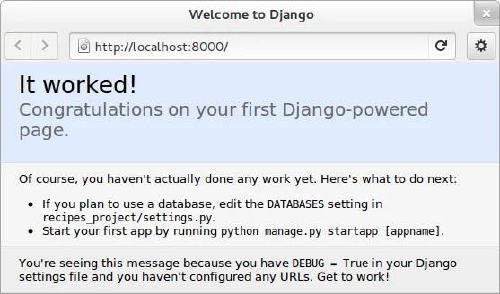 Welcome to Django
http://localhost:8000/
It worked!
Congratulations on your first Django-powered
page.
Of course, you haven't actually done any work yet. Here's what to do next:
• If you plan to use a database, edit the DATABASES setting in
recipes_project/settings.py.
• Start your first app by running python manage.py startapp [appname].
You're seeing this message because you have DEBUG = True in your Django
settings file and you haven't configured any URLs. Get to work!